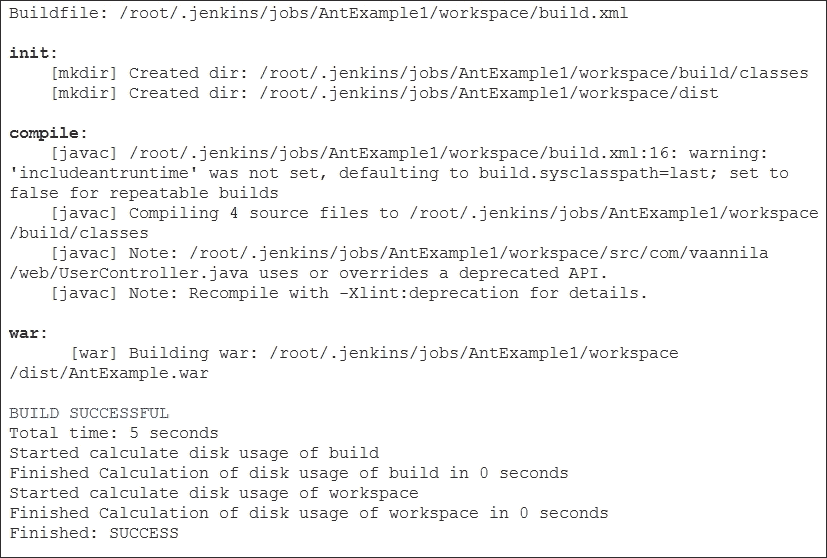 Buildfile: /root/.jenkins/jobs/AntExample1/workspace/build.xml
init:
[mkdir] Created dir: /root/.jenkins/jobs/AntExample1/workspace/build/classes
[mkdir] Created dir: /root/.jenkins/jobs/AntExample1/workspace/dist
compile:
[javac] /root/.jenkins/jobs/AntExample1/workspace/build.xml:16: warning:
'includeantruntime' was not set, defaulting to build.sysclasspath=last; set to
false for repeatable builds
[javac] Compiling 4 source files to /root/.jenkins/jobs/AntExample1/workspace
/build/classes
[javac] Note: /root/.jenkins/jobs/AntExample1/workspace/src/com/vaannila
/web/UserController.java uses or overrides a deprecated API.
[javac] Note: Recompile with -Xlint:deprecation for details.
war:
[war] Building war: /root/.jenkins/jobs/AntExample1/workspace
/dist/AntExample.war
BUILD SUCCESSFUL
Total time: 5 seconds
Started calculate disk usage of build
Finished Calculation of disk usage of build in 0 seconds
Started calculate disk usage of workspace
Finished Calculation of disk usage of workspace in 0 seconds
Finished: SUCCESS